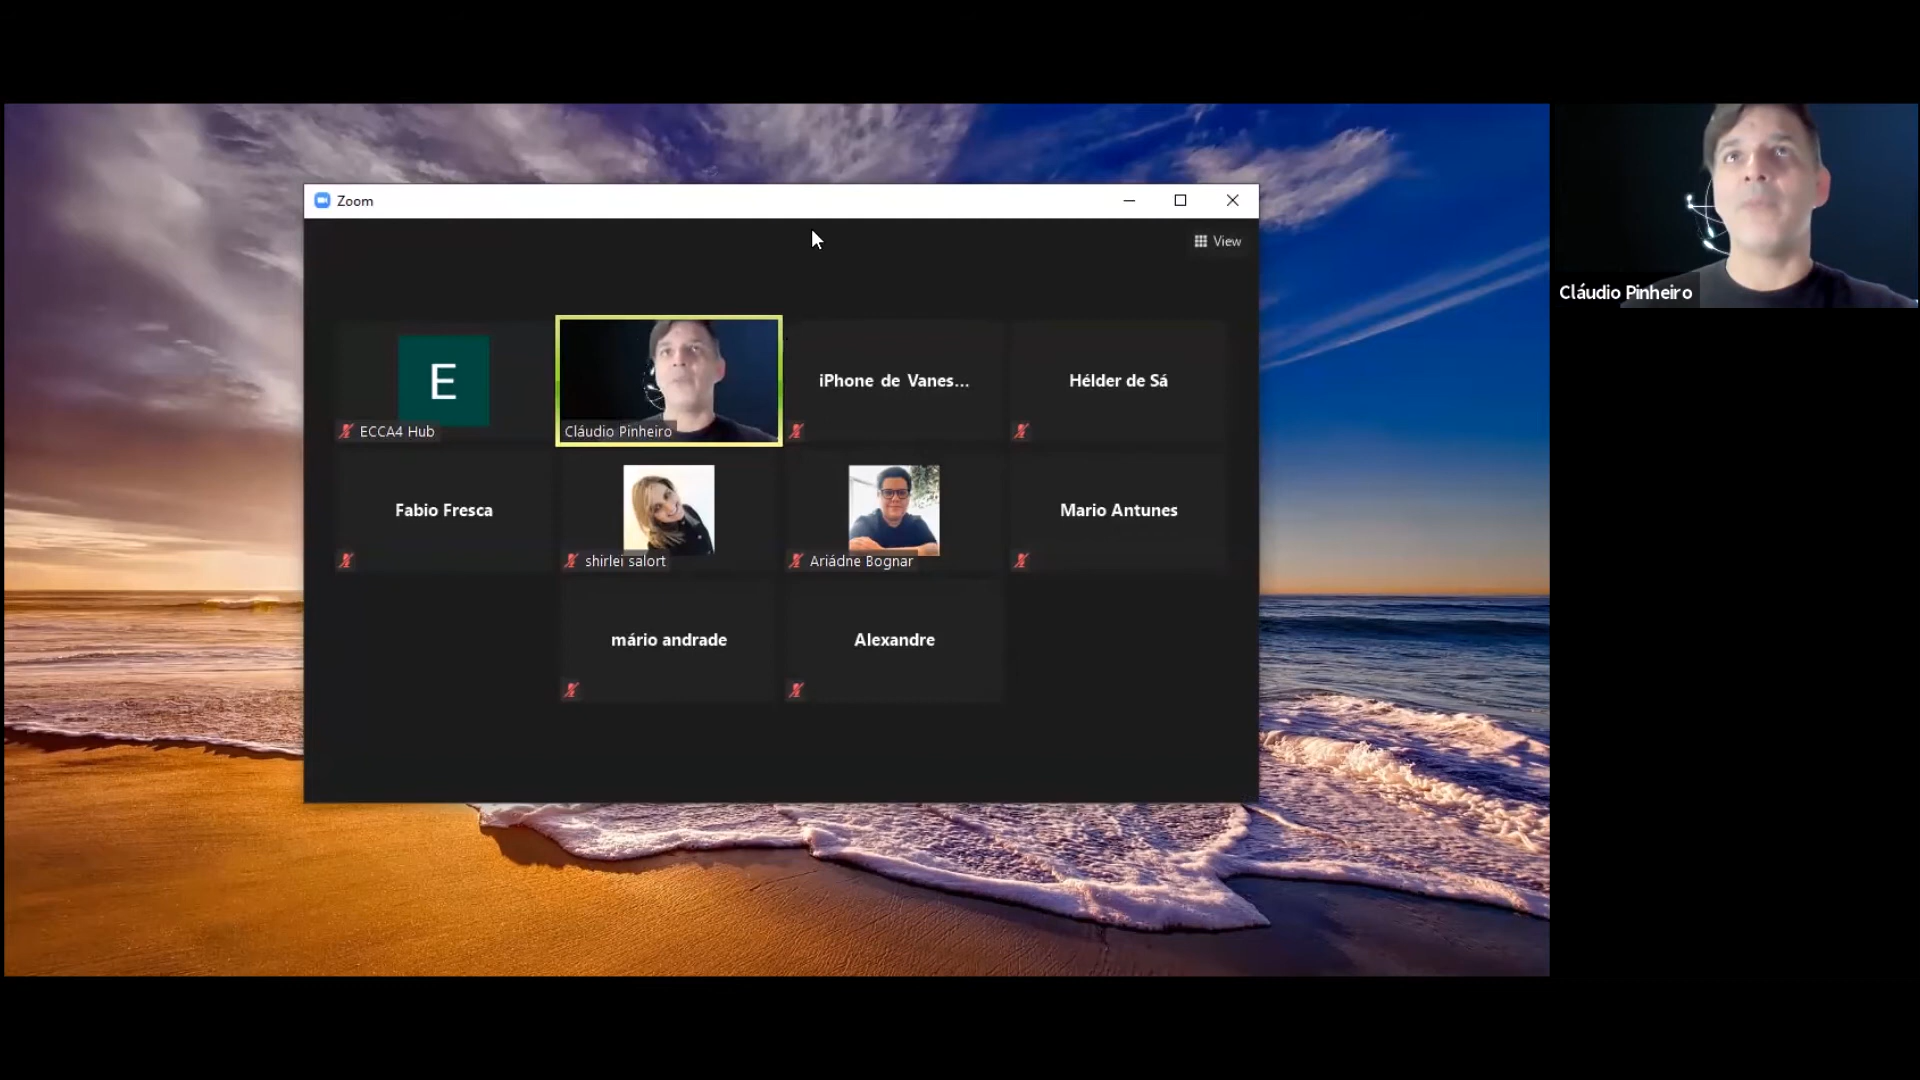 Zoom
View
E
ECCA4 Hub
Cláudio Pinheiro
iPhone de Vanes...
Hélder de Sá
Fabio Fresca
shirlei salort
Ariádne Bognar
Mario Antunes
mário andrade
Alexandre
Cláudio Pinheiro